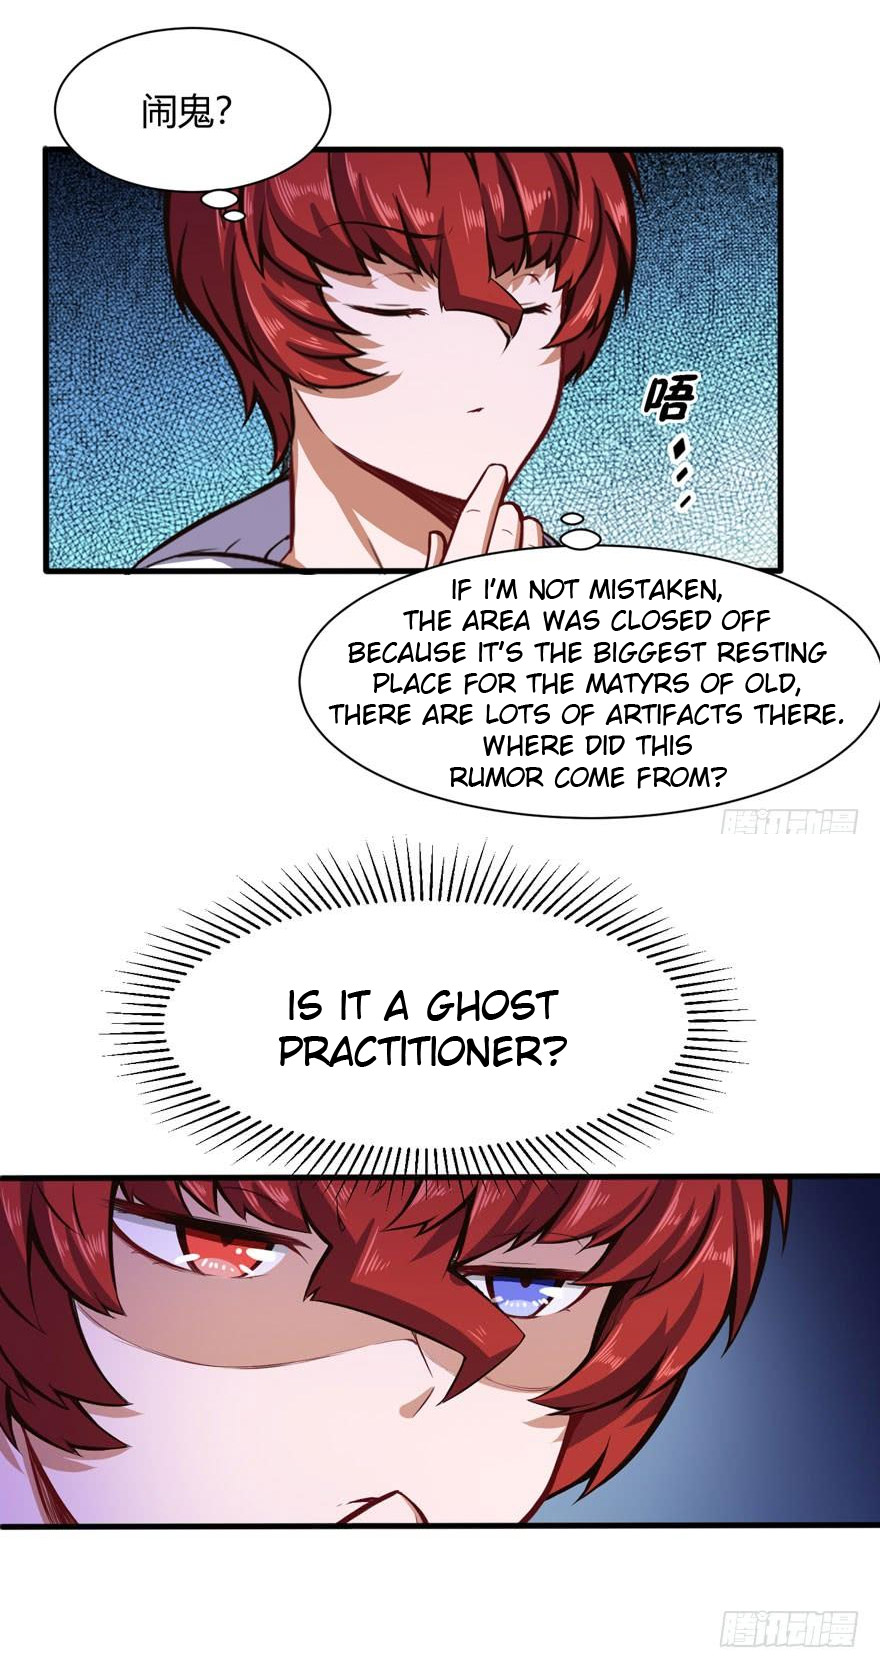 闹鬼?
唔...
IF I'M NOT MISTAKEN,
THE AREA WAS CLOSED OFF
BECAUSE IT'S THE BIGGEST RESTING
PLACE FOR THE MATYRS OF OLD,
THERE ARE LOTS OF ARTIFACTS THERE.
WHERE DID THIS
RUMOR COME FROM?
腾讯动漫
IS IT A GHOST
PRACTITIONER?
腾讯动漫